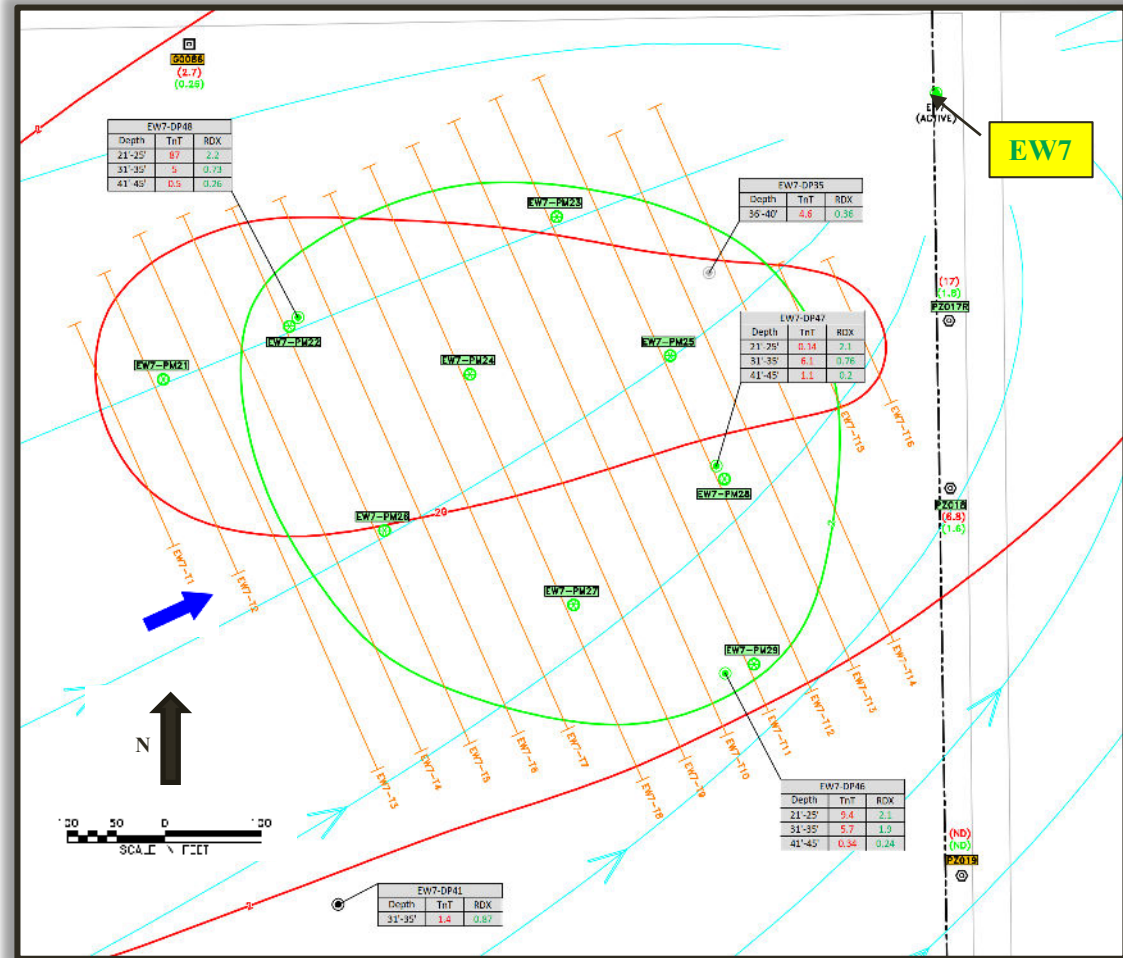 G0086
(2.7)
(0.26)
EW7
(ACTIVE)
EW7
EW7-DP48
Depth TnT RDX
21'-25' 87 2.2
31'-35' 5 0.73
41'-45' 0.5 0.26
EW7-DP35
Depth TnT RDX
36'-40' 4.6 0.36
EW7-PM23
(17)
(1.8)
PZ017R
EW7-DP47
Depth TnT RDX
21'-25' 0.14 2.1
31'-35' 6.1 0.76
41'-45' 1.1 0.2
EW7-PM22
EW7-PM21
EW7-PM24
EW7-PM25
EW7-T15
EW7-T16
EW7-PM28
PZ018
(6.8)
(1.6)
20
2
EW7-PM26
EW7-T1
EW7-T2
EW7-PM27
EW7-PM29
EW7-T14
EW7-T13
EW7-T12
EW7-T11
EW7-T10
EW7-T9
EW7-T8
EW7-T7
EW7-T6
EW7-T5
EW7-T4
EW7-T3
N
50 0
EW7-DP46
Depth TnT RDX
21'-25' 9.4 2.1
31'-35' 5.7 1.9
41'-45' 0.34 0.24
(ND)
(ND)
PZ019
EW7-DP41
Depth TnT RDX
31'-35' 1.4 0.87
2